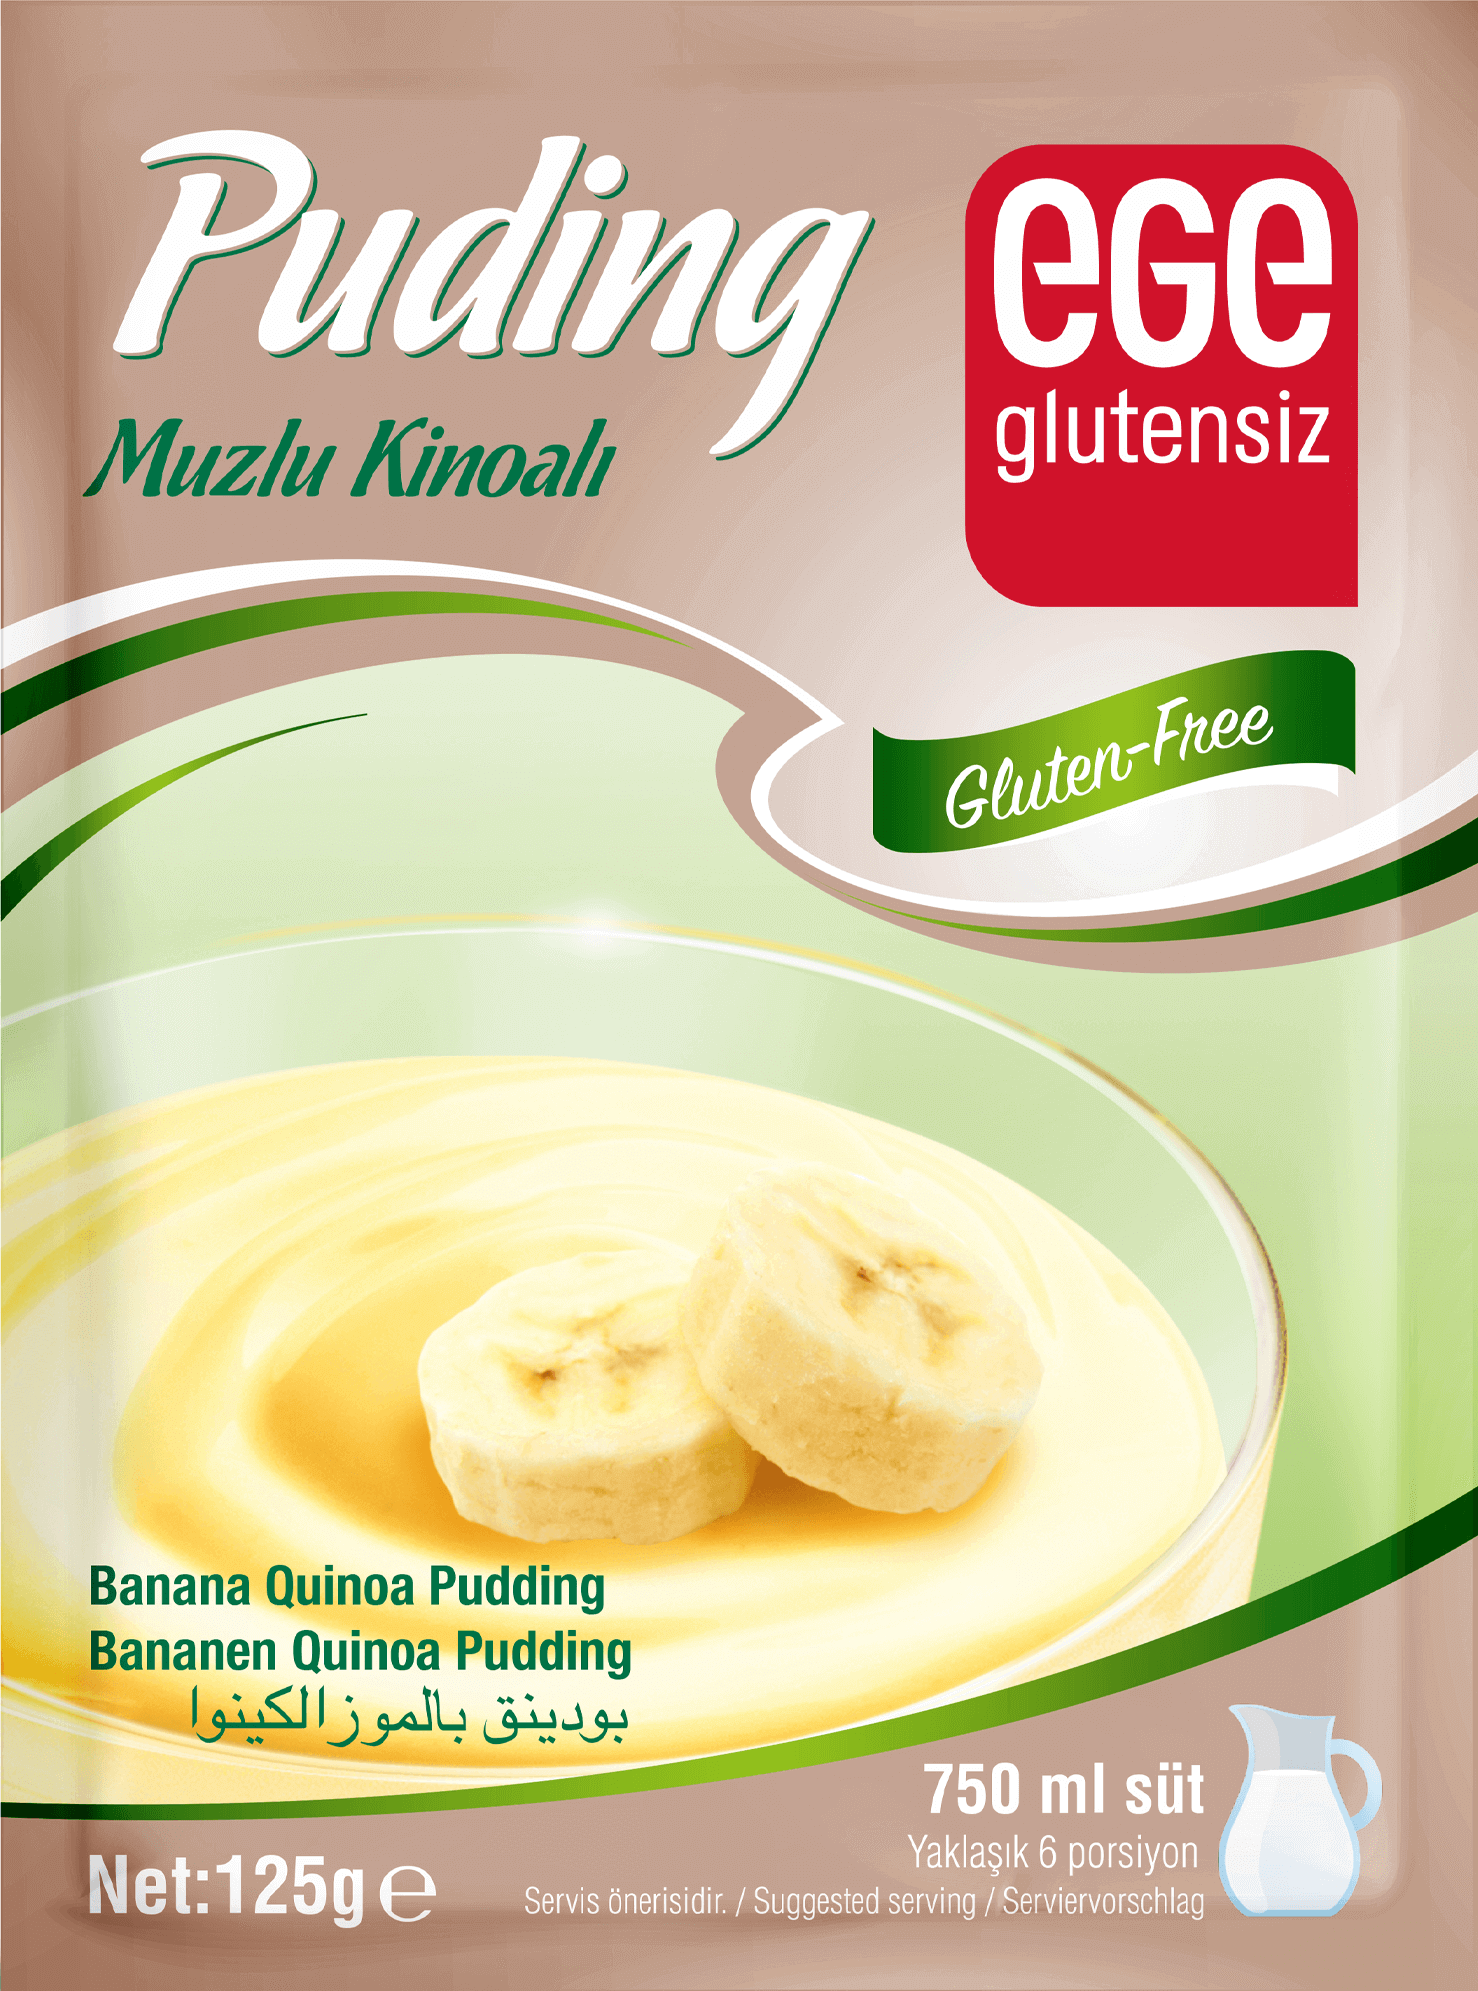 Puding
Muzlu Kinoalı
eGe
glutensiz
Gluten-Free
Banana Quinoa Pudding
Bananen Quinoa Pudding
بودينق بالموز الكينوا
750 ml süt
Yaklaşık 6 porsiyon
Net:125g ℮
Servis önerisidir. / Suggested serving / Serviervorschlag